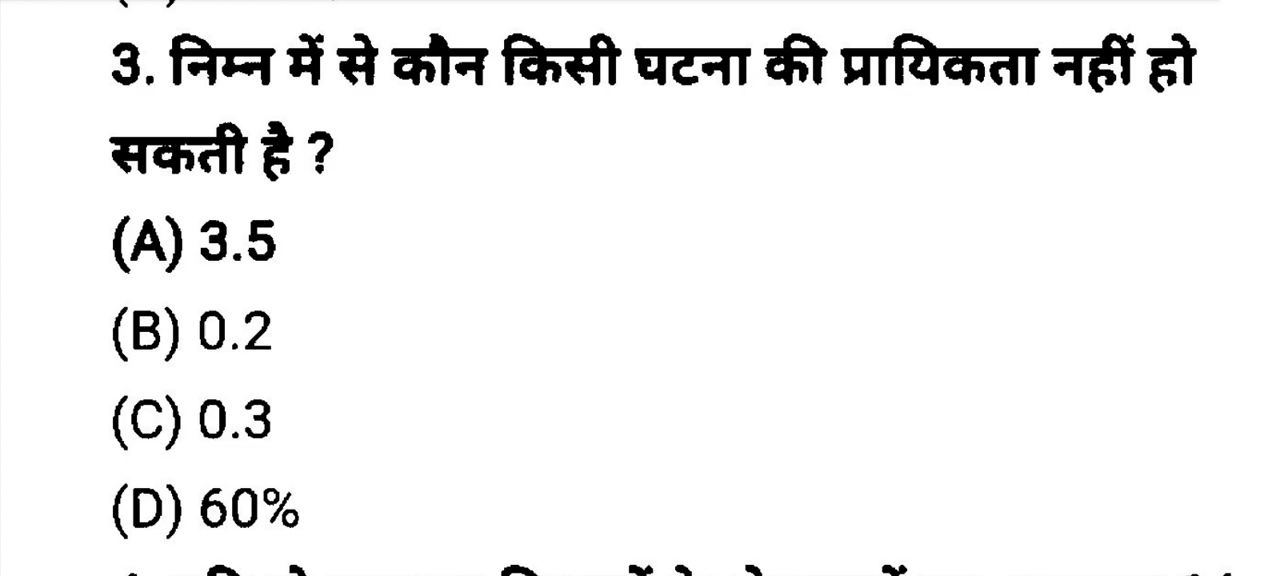 3. निम्न में से कौन किसी घटना की प्रायिकता नहीं हो
सकती है ?
(A) 3.5
(B) 0.2
(C) 0.3
(D) 60%